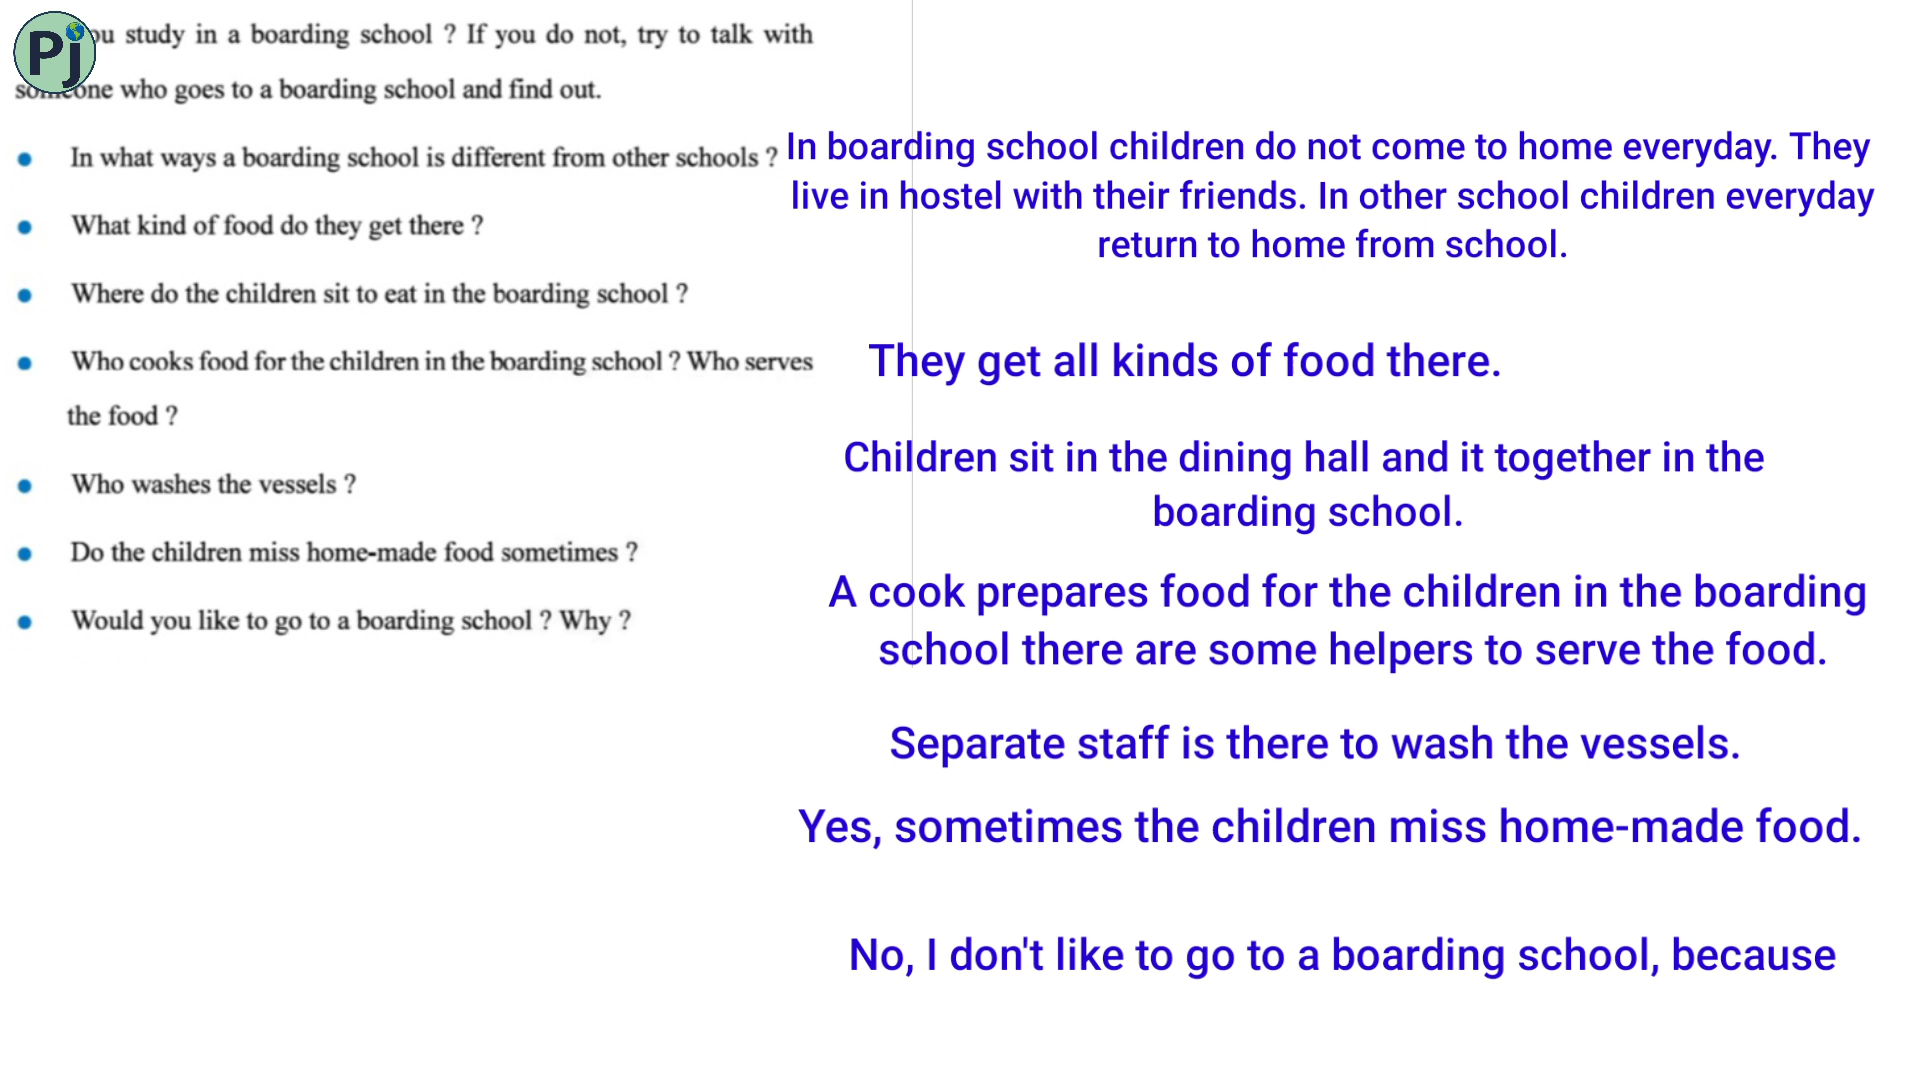 Pj
ou study in a boarding school ? If you do not, try to talk with
someone who goes to a boarding school and find out.
In what ways a boarding school is different from other schools ?
What kind of food do they get there ?
Where do the children sit to eat in the boarding school ?
Who cooks food for the children in the boarding school ? Who serves
the food ?
Who washes the vessels ?
Do the children miss home-made food sometimes ?
Would you like to go to a boarding school ? Why ?
In boarding school children do not come to home everyday. They
live in hostel with their friends. In other school children everyday
return to home from school.
They get all kinds of food there.
Children sit in the dining hall and it together in the
boarding school.
A cook prepares food for the children in the boarding
school there are some helpers to serve the food.
Separate staff is there to wash the vessels.
Yes, sometimes the children miss home-made food.
No, I don't like to go to a boarding school, because